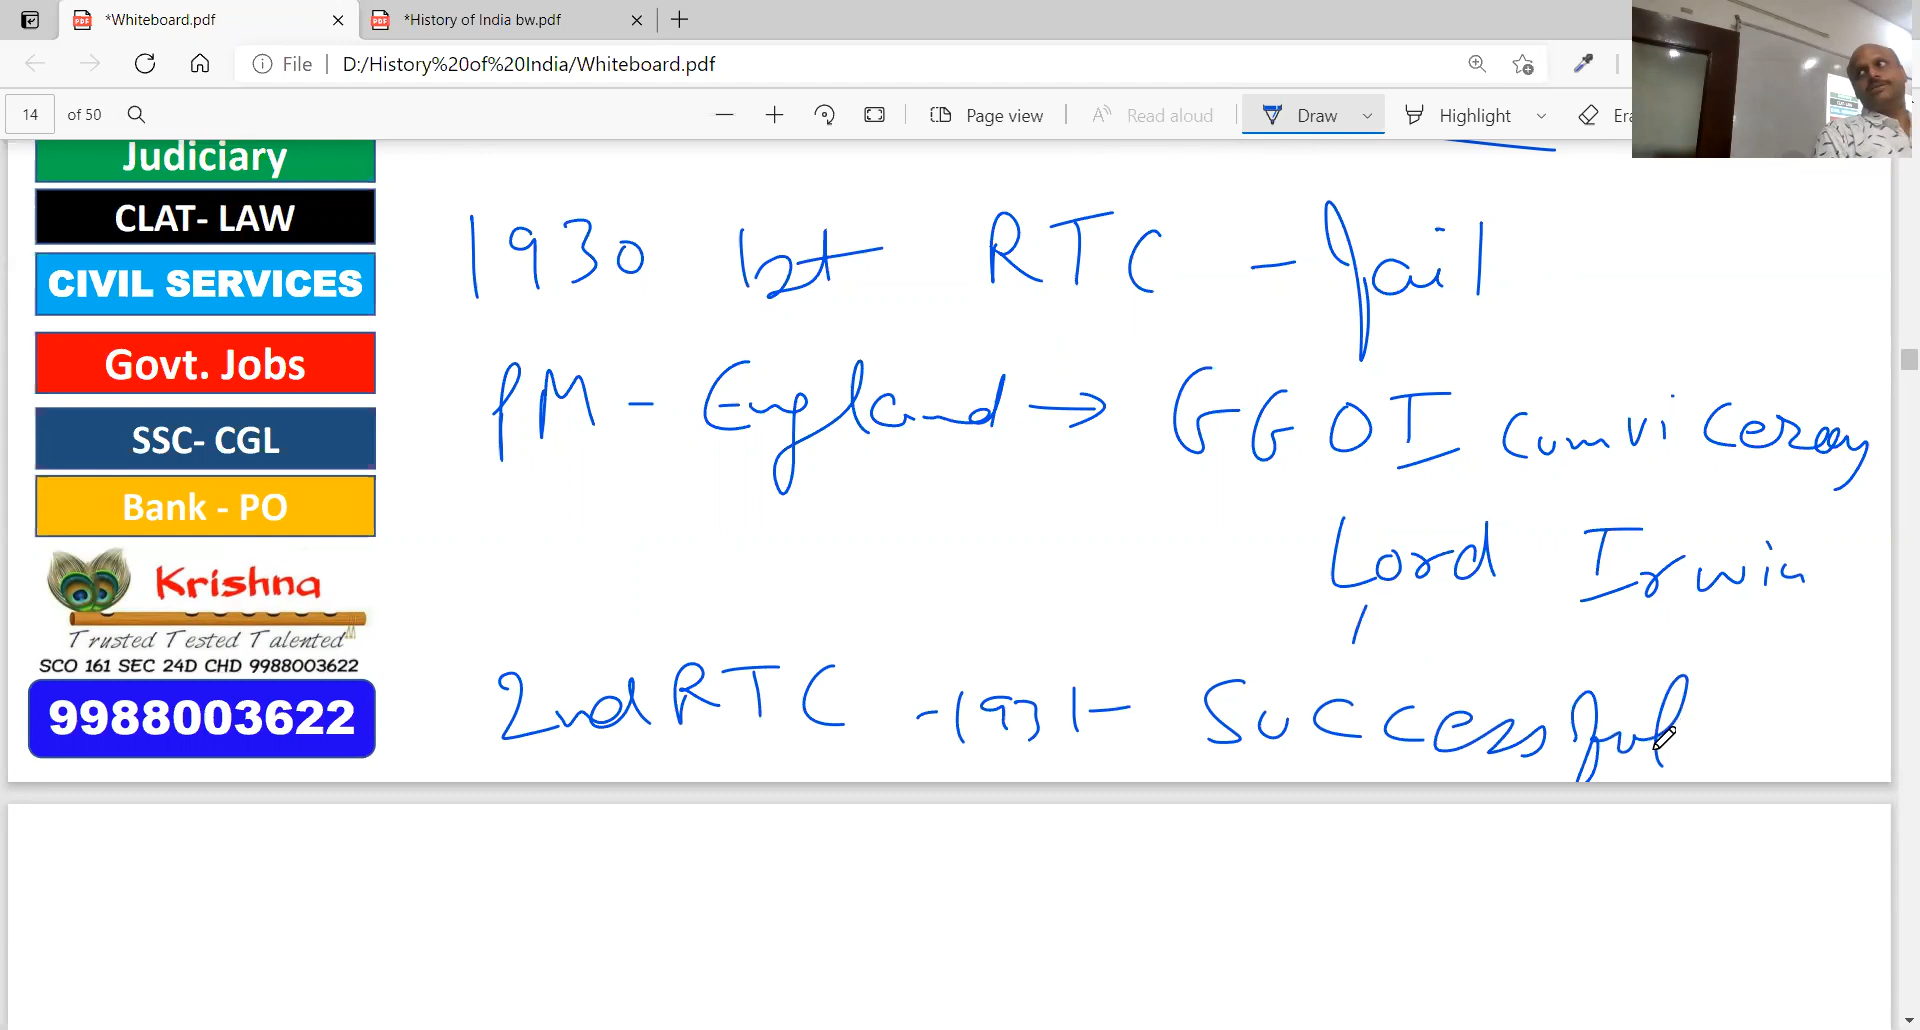 *Whiteboard.pdf
*History of India bw.pdf
File D:/History%20of%20India/Whiteboard.pdf
14 of 50
Page view
Read aloud
Draw
Highlight
Era
Judiciary
CLAT- LAW
CIVIL SERVICES
Govt. Jobs
SSC- CGL
Bank - PO
Krishna
Trusted Tested Talented
SCO 161 SEC 24D CHD 9988003622
9988003622
1930 1st RTC - Jail
PM - England → GGOI cum viceroy
Lord Irwin
2nd RTC - 1931 - Successful